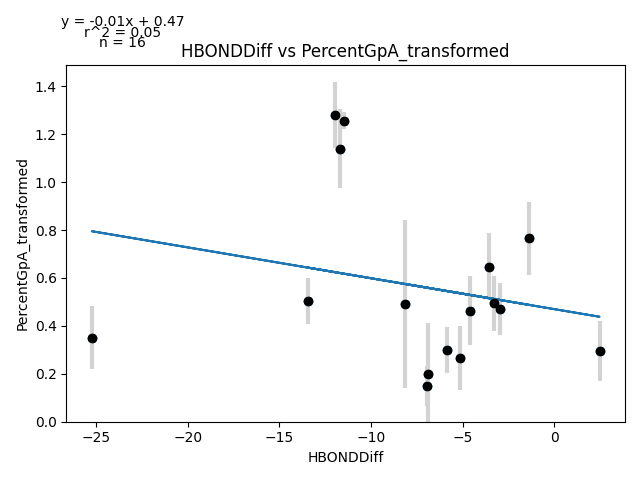 y = -0.01x + 0.47
r^2 = 0.05
n = 16
HBONDDiff vs PercentGpA_transformed
1.4
1.2
1.0
0.8
0.6
0.4
0.2
0.0
PercentGpA_transformed
−25
−20
−15
−10
−5
0
HBONDDiff